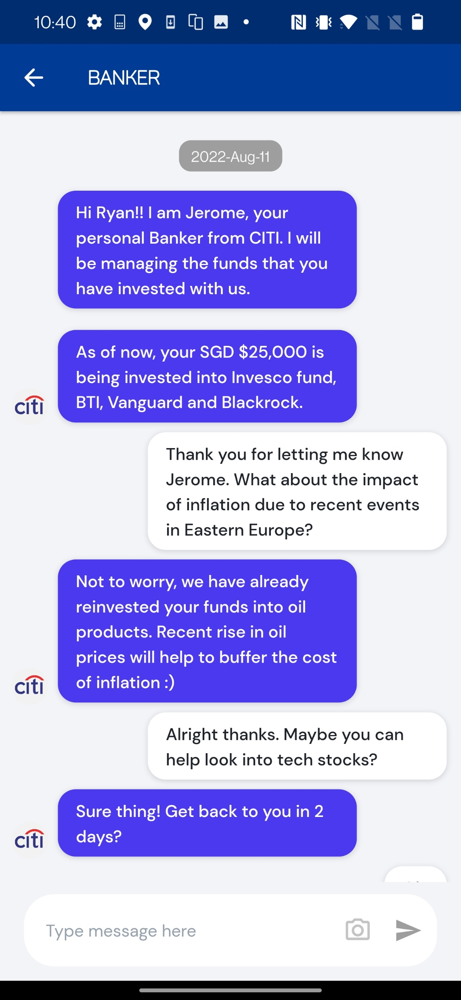 10:40
BANKER
2022-Aug-11
Hi Ryan!! I am Jerome, your
personal Banker from CITI. I will
be managing the funds that you
have invested with us.
As of now, your SGD $25,000 is
being invested into Invesco fund,
BTI, Vanguard and Blackrock.
citi
Thank you for letting me know
Jerome. What about the impact
of inflation due to recent events
in Eastern Europe?
Not to worry, we have already
reinvested your funds into oil
products. Recent rise in oil
prices will help to buffer the cost
of inflation :)
citi
Alright thanks. Maybe you can
help look into tech stocks?
Sure thing! Get back to you in 2
days?
citi
Type message here